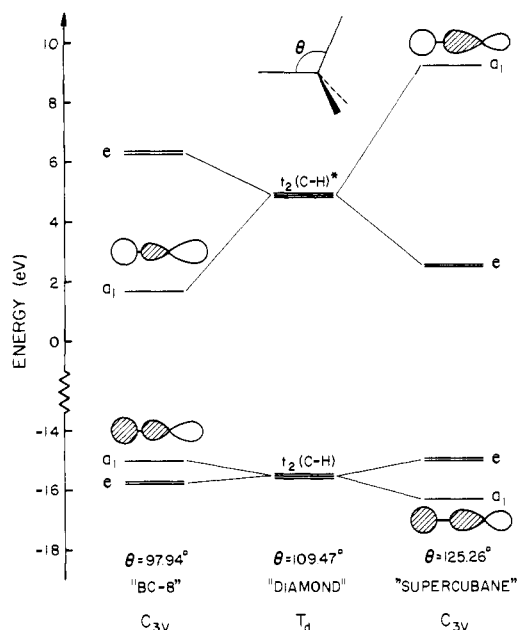 10
8
6
4
2
0
-14
-16
-18
ENERGY (eV)
θ
e
a₁
t₂(C-H)*
a₁
e
a₁
e
t₂(C-H)
e
a₁
θ=97.94° θ=109.47° θ=125.26°
"BC-8" "DIAMOND" "SUPERCUBANE"
C₃ᵥ T_d C₃ᵥ